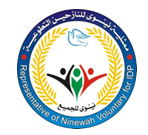 ممثلية نينوى للنازحين التطوعية
نينوى للجميع
Representative of Ninewah Voluntary for IDP